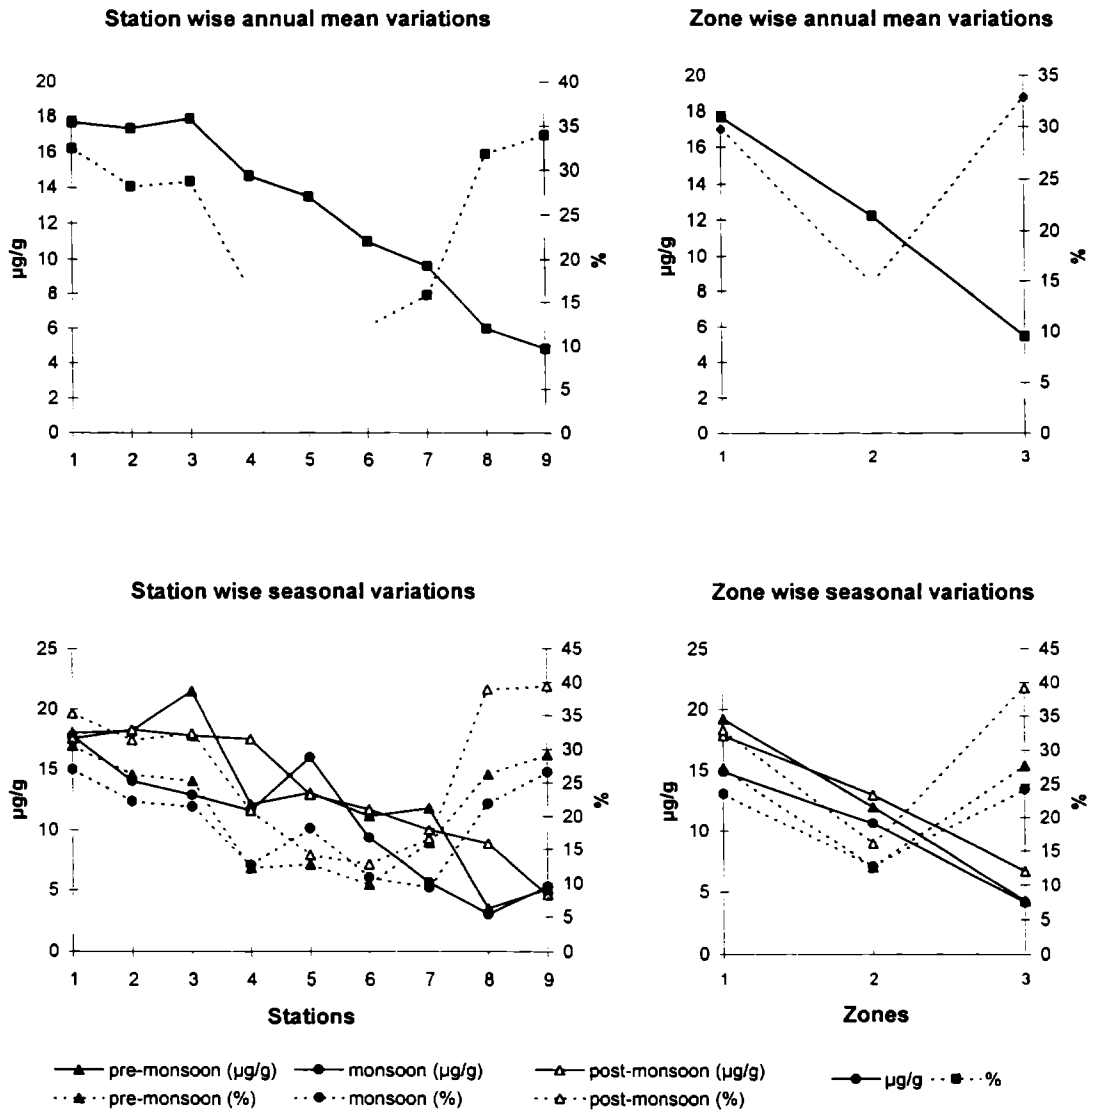 Station wise annual mean variations
Zone wise annual mean variations
20 18 16 14 12 10 8 6 4 2 0
µg/g
40 35 30 25 20 15 10 5 0
%
1 2 3 4 5 6 7 8 9
20 18 16 14 12 10 8 6 4 2 0
µg/g
35 30 25 20 15 10 5 0
%
1 2 3
Station wise seasonal variations
Zone wise seasonal variations
25 20 15 10 5 0
µg/g
45 40 35 30 25 20 15 10 5 0
%
1 2 3 4 5 6 7 8 9
Stations
25 20 15 10 5 0
µg/g
45 40 35 30 25 20 15 10 5 0
%
1 2 3
Zones
pre-monsoon (µg/g) monsoon (µg/g) post-monsoon (µg/g) µg/g %
pre-monsoon (%) monsoon (%) post-monsoon (%)